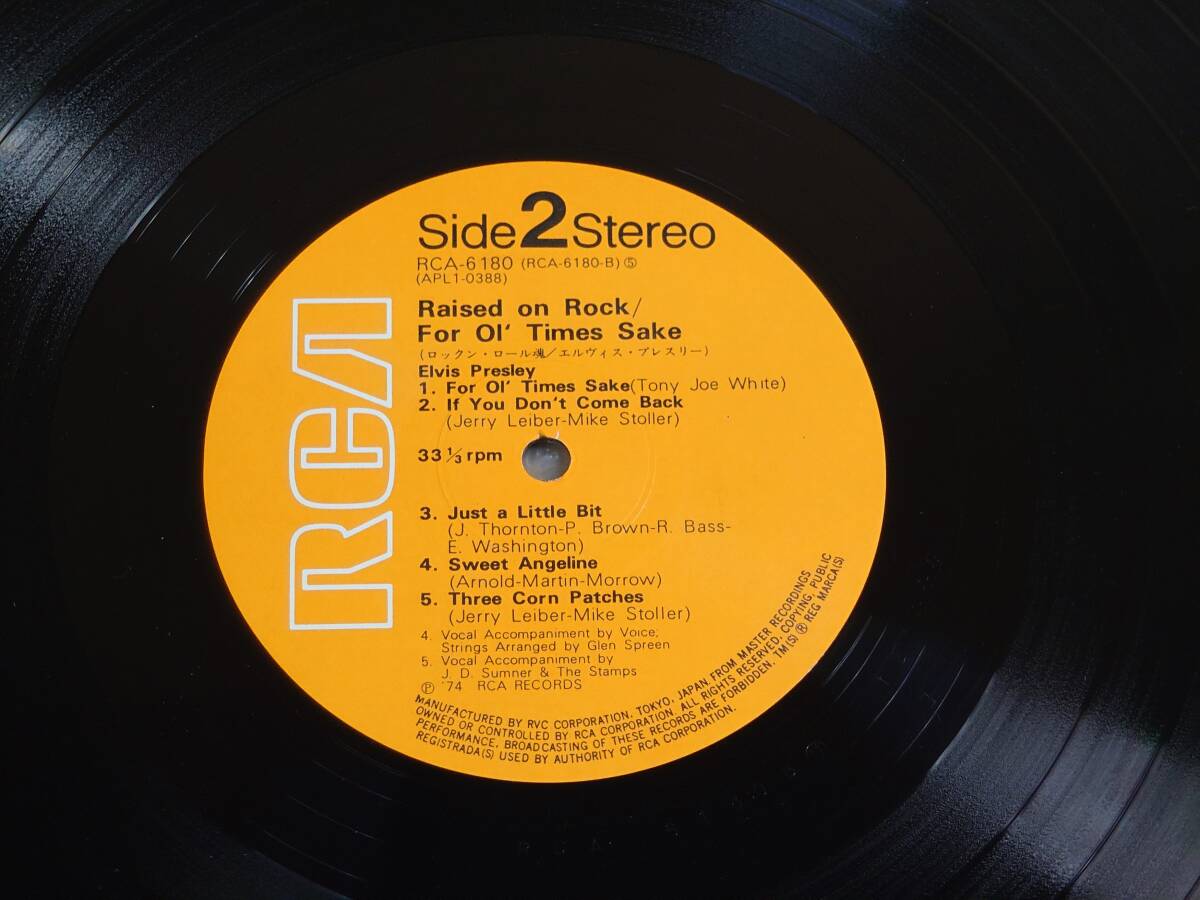 RCA
Side 2 Stereo
RCA-6180 (RCA-6180-B) ⑤
(APL1-0388)
Raised on Rock/
For Ol' Times Sake
(ロックン・ロール魂/エルヴィス・プレスリー)
Elvis Presley
1. For Ol' Times Sake(Tony Joe White)
2. If You Don't Come Back
(Jerry Leiber-Mike Stoller)
33 1/3 rpm
3. Just a Little Bit
(J. Thornton-P. Brown-R. Bass-
E. Washington)
4. Sweet Angeline
(Arnold-Martin-Morrow)
5. Three Corn Patches
(Jerry Leiber-Mike Stoller)
4. Vocal Accompaniment by Voice;
Strings Arranged by Glen Spreen
5. Vocal Accompaniment by
J. D. Sumner & The Stamps
Ⓟ '74 RCA RECORDS
MANUFACTURED BY RVC CORPORATION, TOKYO, JAPAN, FROM MASTER RECORDINGS
OWNED OR CONTROLLED BY RCA CORPORATION. ALL RIGHTS RESERVED, COPYING, PUBLIC
PERFORMANCE, BROADCASTING OF THESE RECORDS ARE FORBIDDEN. TM(S) ® REG MARCA(S)
REGISTRADA(S) USED BY AUTHORITY OF RCA CORPORATION.